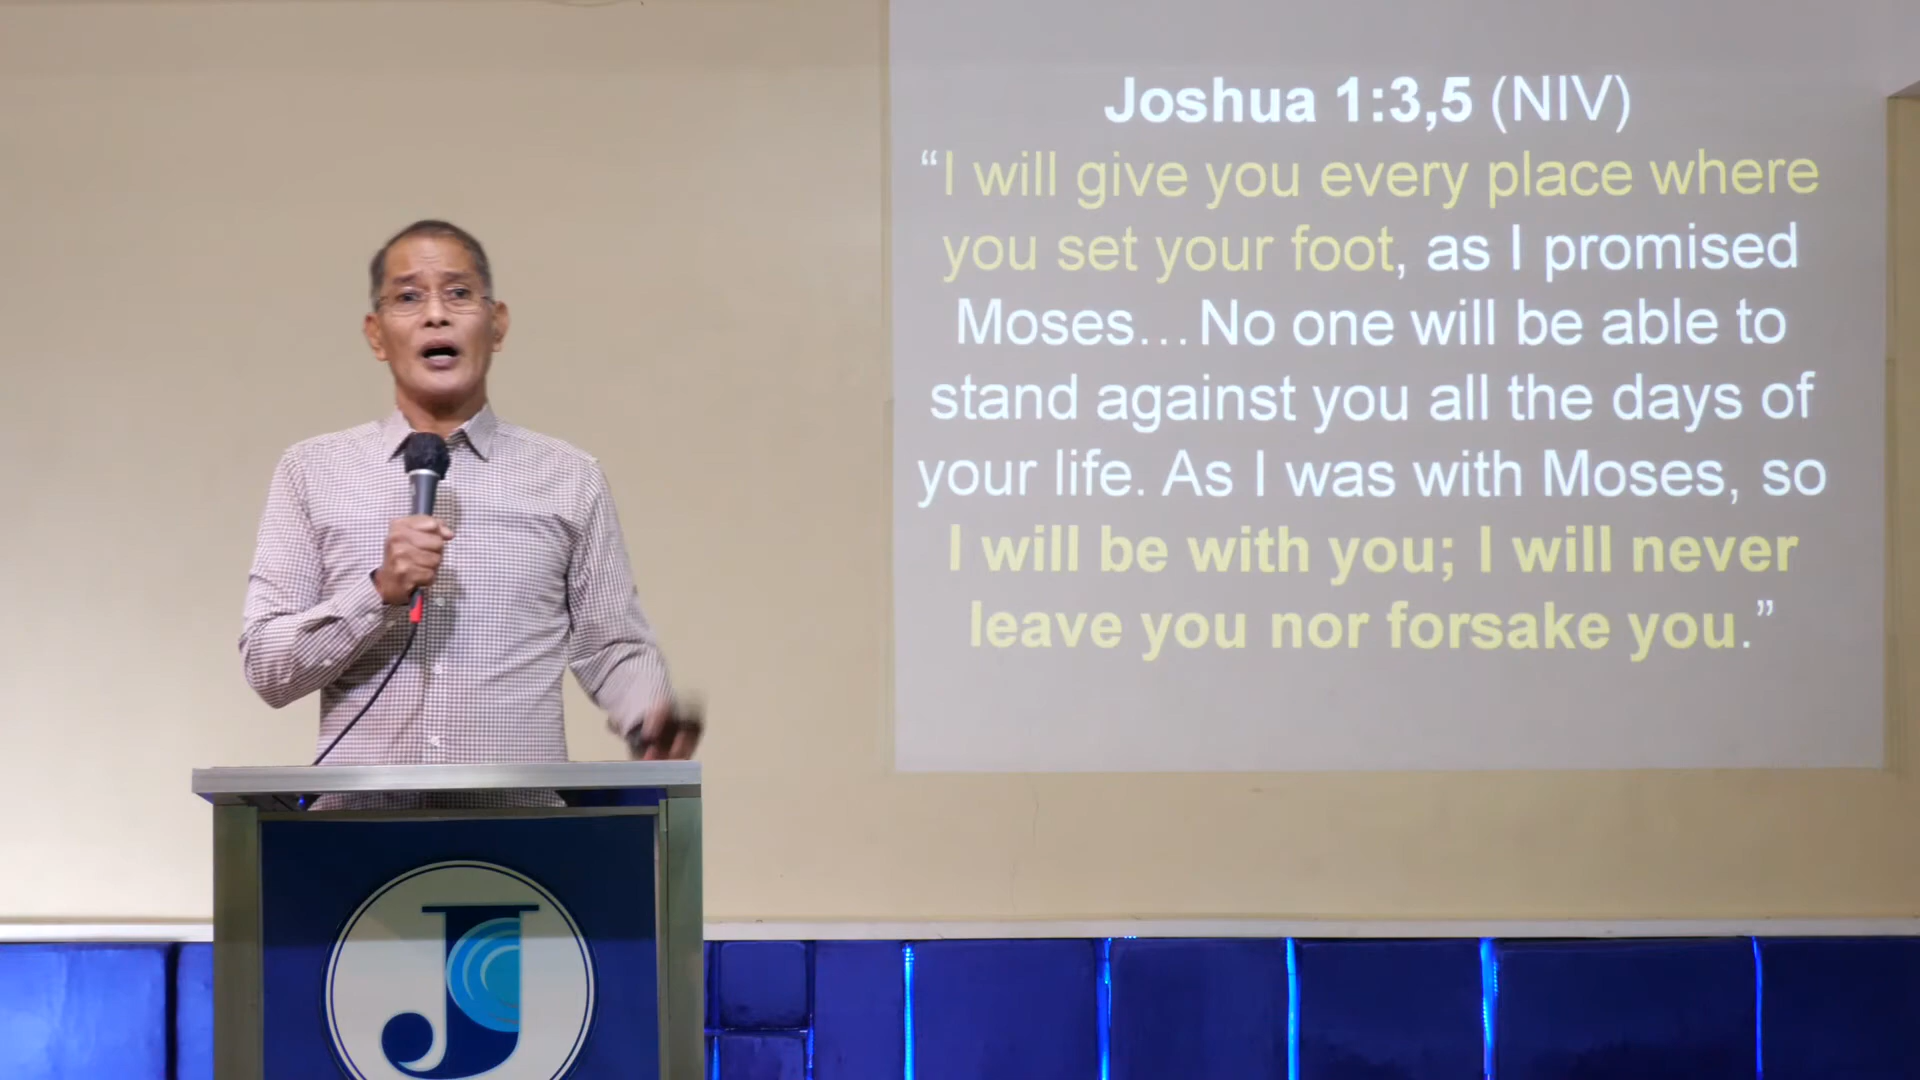 Joshua 1:3,5 (NIV)
“I will give you every place where
you set your foot, as I promised
Moses…No one will be able to
stand against you all the days of
your life. As I was with Moses, so
I will be with you; I will never
leave you nor forsake you.”
J